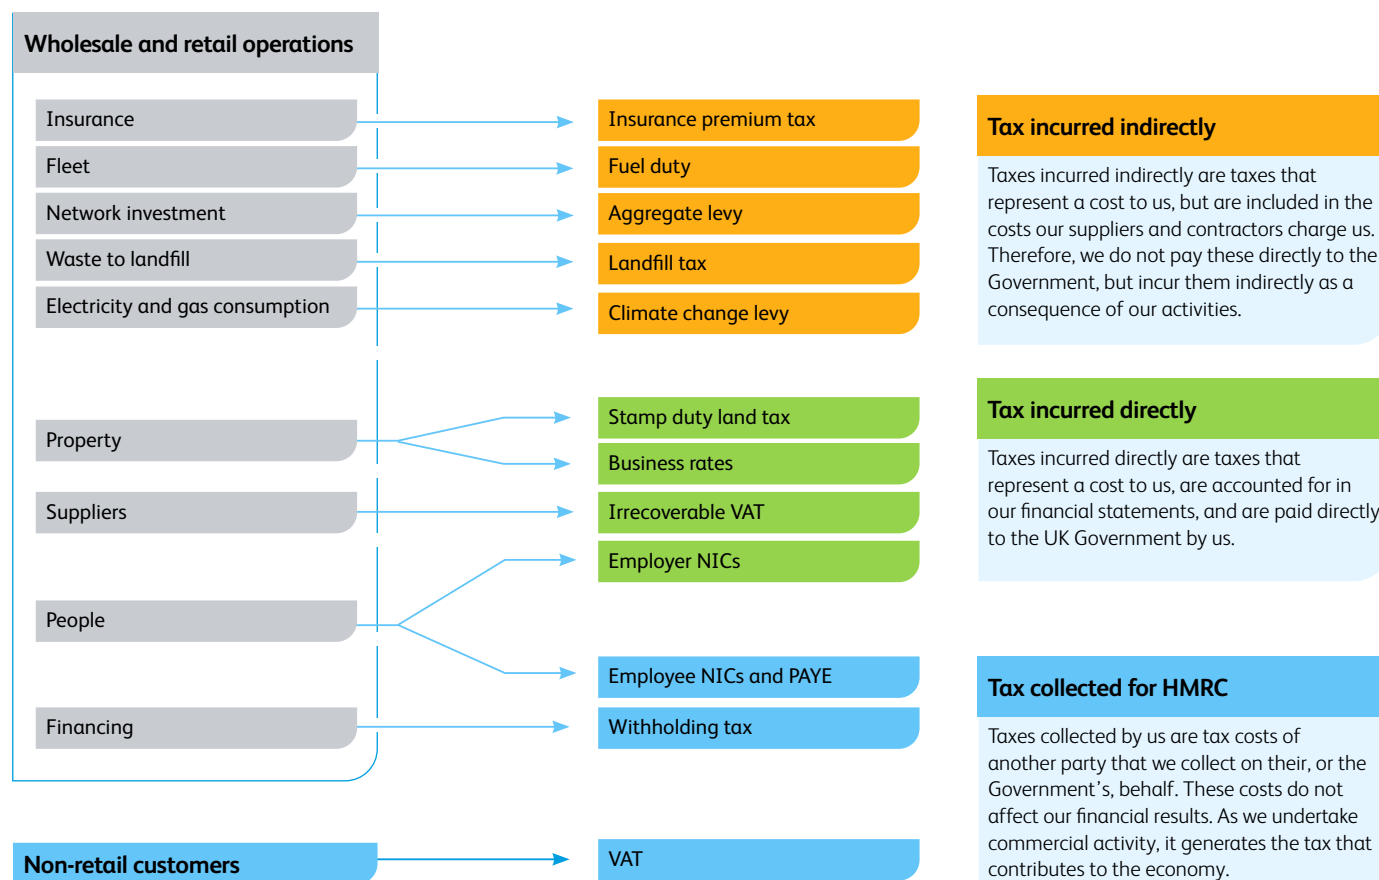 Wholesale and retail operations
Insurance
Fleet
Network investment
Waste to landfill
Electricity and gas consumption
Property
Suppliers
People
Financing
Non-retail customers
Insurance premium tax
Fuel duty
Aggregate levy
Landfill tax
Climate change levy
Stamp duty land tax
Business rates
Irrecoverable VAT
Employer NICs
Employee NICs and PAYE
Withholding tax
VAT
Tax incurred indirectly
Taxes incurred indirectly are taxes that
represent a cost to us, but are included in the
costs our suppliers and contractors charge us.
Therefore, we do not pay these directly to the
Government, but incur them indirectly as a
consequence of our activities.
Tax incurred directly
Taxes incurred directly are taxes that
represent a cost to us, are accounted for in
our financial statements, and are paid directly
to the UK Government by us.
Tax collected for HMRC
Taxes collected by us are tax costs of
another party that we collect on their, or the
Government’s, behalf. These costs do not
affect our financial results. As we undertake
commercial activity, it generates the tax that
contributes to the economy.